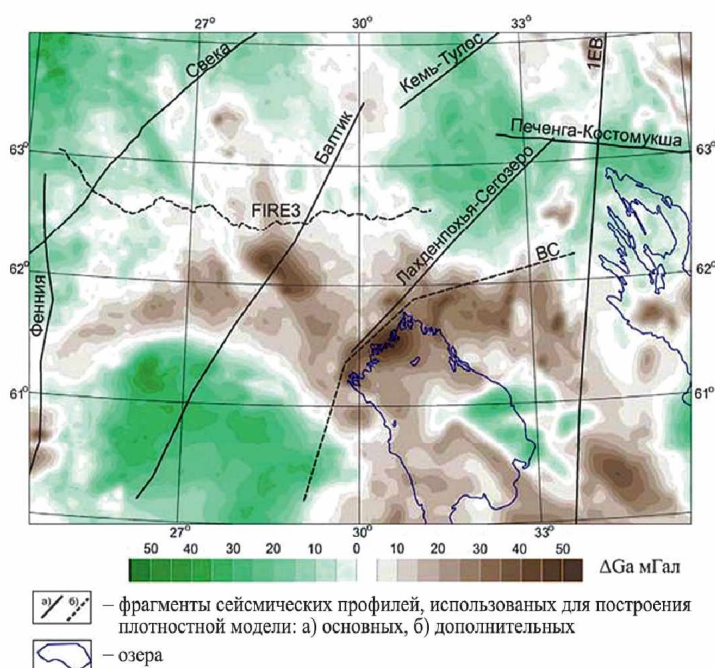 27° 30° 33°
Свека
Кемь-Тулос
1ЕВ
Печенга-Костомукша
Балтик
63° 63°
FIRE3
Лахденпохья-Сегозеро
ВС
62° 62°
Фенния
61° 61°
27° 30° 33°
50 40 30 20 10 0 10 20 30 40 50
ΔGa мГал
а) б) – фрагменты сейсмических профилей, использованых для построения
плотностной модели: а) основных, б) дополнительных
– озера